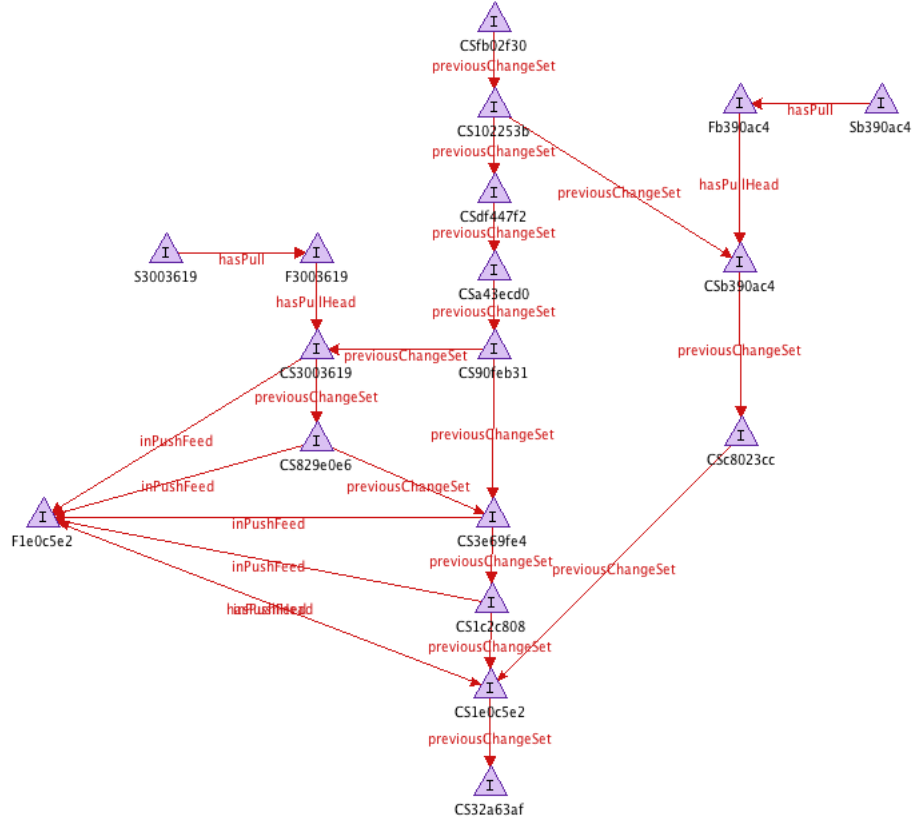 I
CSfb02f30
previousChangeSet
I
CS102253b
I
Fb390ac4
hasPull
I
Sb390ac4
previousChangeSet
hasPullHead
previousChangeSet
I
CSdf447f2
previousChangeSet
I
S3003619
hasPull
I
F3003619
I
CSa43ecd0
I
CSb390ac4
hasPullHead
previousChangeSet
I
CS3003619
previousChangeSet
I
CS90feb31
previousChangeSet
previousChangeSet
inPushFeed
I
CS829e0e6
previousChangeSet
I
CSc8023cc
inPushFeed
previousChangeSet
I
F1e0c5e2
inPushFeed
I
CS3e69fe4
inPushFeed
previousChangeSet
previousChangeSet
I
CS1c2c808
previousChangeSet
I
CS1e0c5e2
previousChangeSet
I
CS32a63af